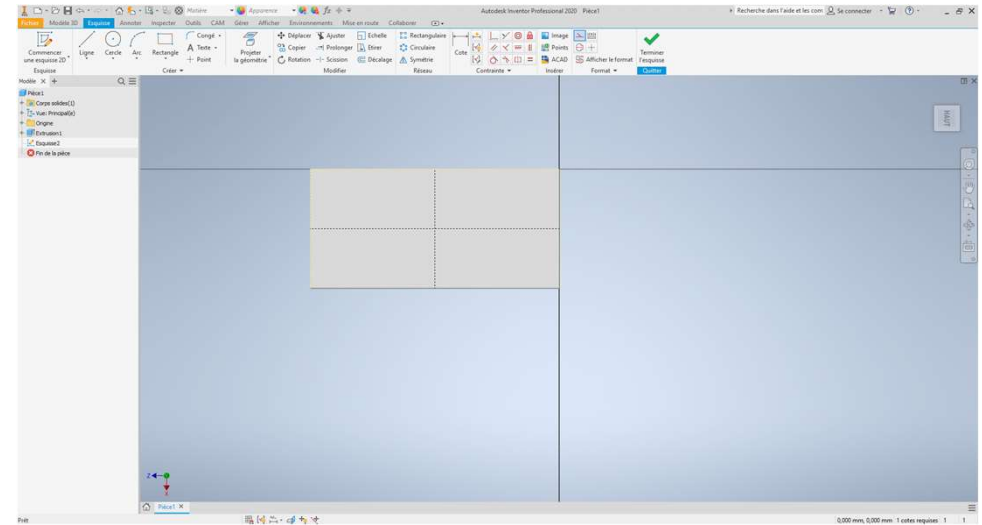 Matière Apparence fx Autodesk Inventor Professional 2020 Pièce1 Recherche dans l'aide et les com Se connecter
Fichier Modèle 3D Esquisse Annoter Inspecter Outils CAM Gérer Afficher Environnements Mise en route Collaborer
Commencer une esquisse 2D
Ligne
Cercle
Arc
Rectangle
Congé
A Texte
+ Point
Projeter la géométrie
Déplacer
Copier
Rotation
Ajuster
Prolonger
Scission
Echelle
Etirer
Décalage
Rectangulaire
Circulaire
Symétrie
Cote
Image
Points
ACAD
Afficher le format
Terminer l'esquisse
Esquisse Créer Modifier Réseau Contrainte Insérer Format Quitter
Modèle
Pièce1
Corps solides(1)
Vue: Principal(e)
Origine
Extrusion1
Esquisse2
Fin de la pièce
HAUT
Z
X
Pièce1
Prêt
0,000 mm, 0,000 mm 1 cotes requises 1 1